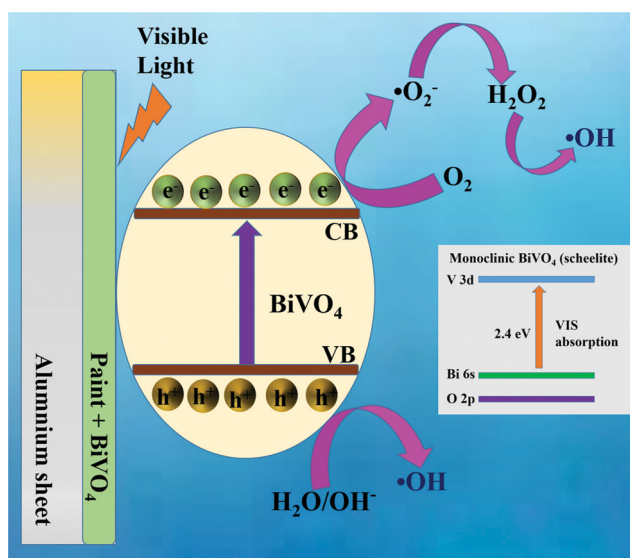 Visible
Light
•O₂⁻
H₂O₂
•OH
O₂
e⁻ e⁻ e⁻ e⁻ e⁻
CB
BiVO₄
VB
h⁺ h⁺ h⁺ h⁺ h⁺
H₂O/OH⁻
•OH
Alumnium sheet
Paint + BiVO₄
Monoclinic BiVO₄ (scheelite)
V 3d
2.4 eV
VIS
absorption
Bi 6s
O 2p